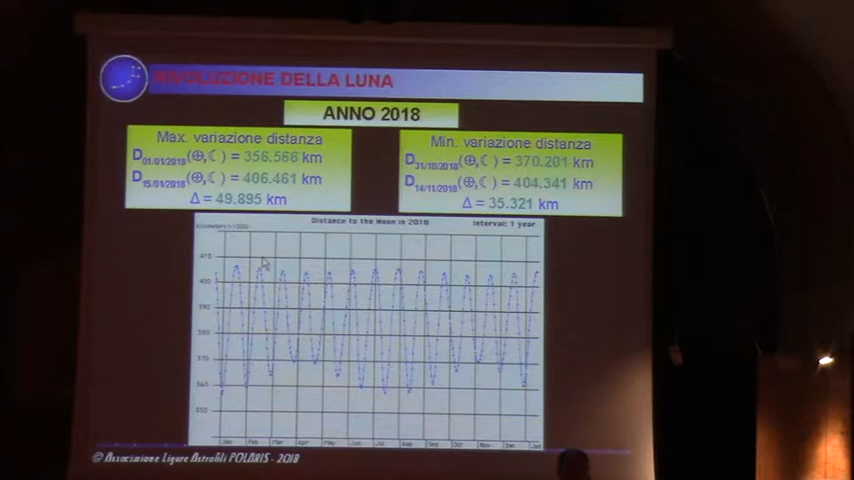 RIVOLUZIONE DELLA LUNA
ANNO 2018
Max. variazione distanza
D01/01/2018(⊕,☾) = 356.566 km
D15/01/2018(⊕,☾) = 406.461 km
Δ = 49.895 km
Min. variazione distanza
D31/10/2018(⊕,☾) = 370.201 km
D14/11/2018(⊕,☾) = 404.341 km
Δ = 35.321 km
Distance to the Moon in 2018
Interval: 1 year
Kilometers x1000
410
400
390
380
370
360
350
Jan Feb Mar Apr May Jun Jul Aug Sep Oct Nov Dec Jan
© Associazione Ligure Astrofili POLARIS - 2018